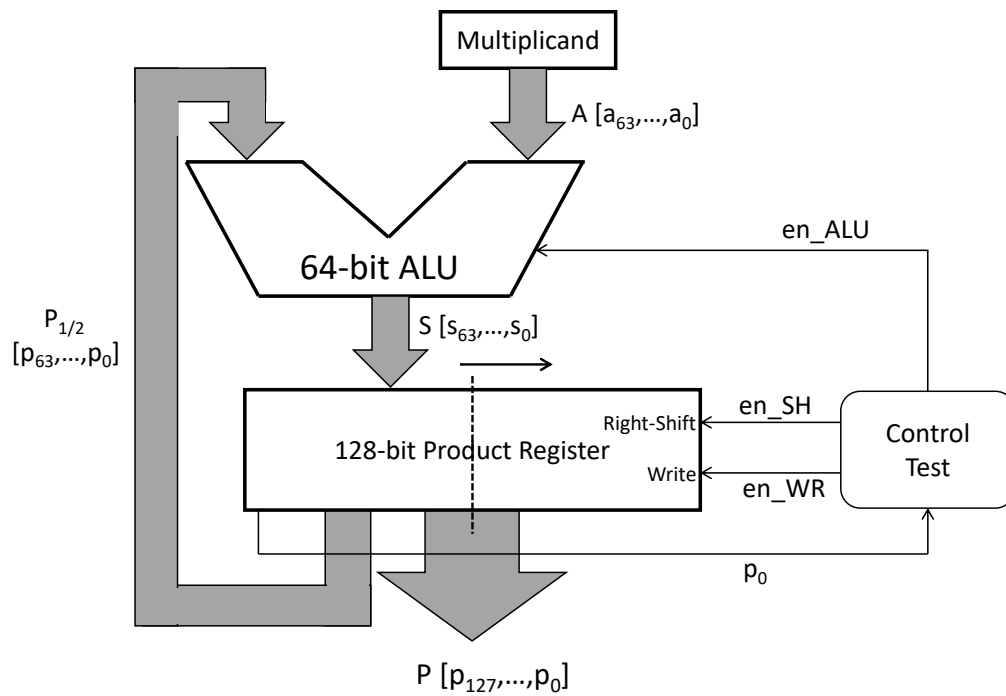 Multiplicand
A [a₆₃,...,a₀]
en_ALU
64-bit ALU
P₁/₂
[p₆₃,...,p₀]
S [s₆₃,...,s₀]
en_SH
Right-Shift
Control
Test
128-bit Product Register
Write
en_WR
p₀
P [p₁₂₇,...,p₀]